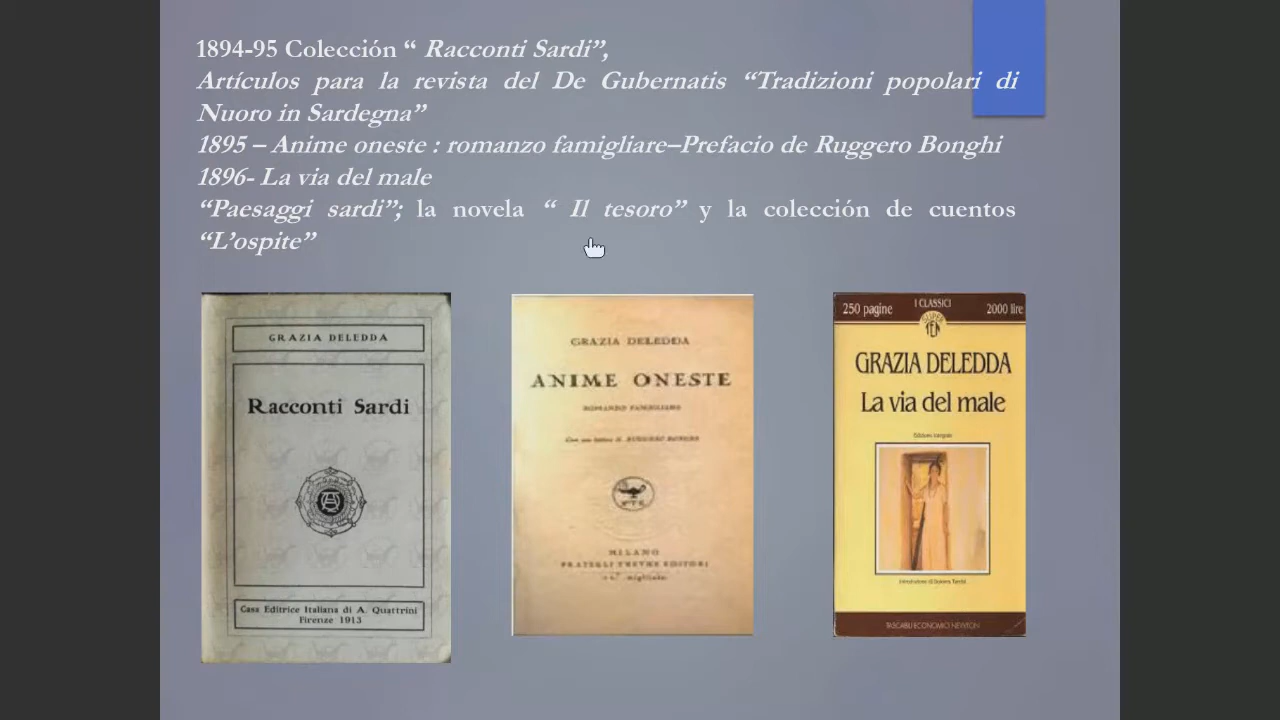 1894-95 Colección “ Racconti Sardi”,
Artículos para la revista del De Gubernatis “Tradizioni popolari di
Nuoro in Sardegna”
1895 – Anime oneste : romanzo famigliare–Prefacio de Ruggero Bonghi
1896- La via del male
“Paesaggi sardi”; la novela “ Il tesoro” y la colección de cuentos
“L’ospite”
GRAZIA DELEDDA
Racconti Sardi
Casa Editrice Italiana di A. Quattrini
Firenze 1913
GRAZIA DELEDDA
ANIME ONESTE
ROMANZO FAMIGLIARE
MILANO
FRATELLI TREVES EDITORI
250 pagine
I CLASSICI
2000 lire
SUPER
TEN
GRAZIA DELEDDA
La via del male
Edizione integrale
TASCABILI ECONOMICI NEWTON